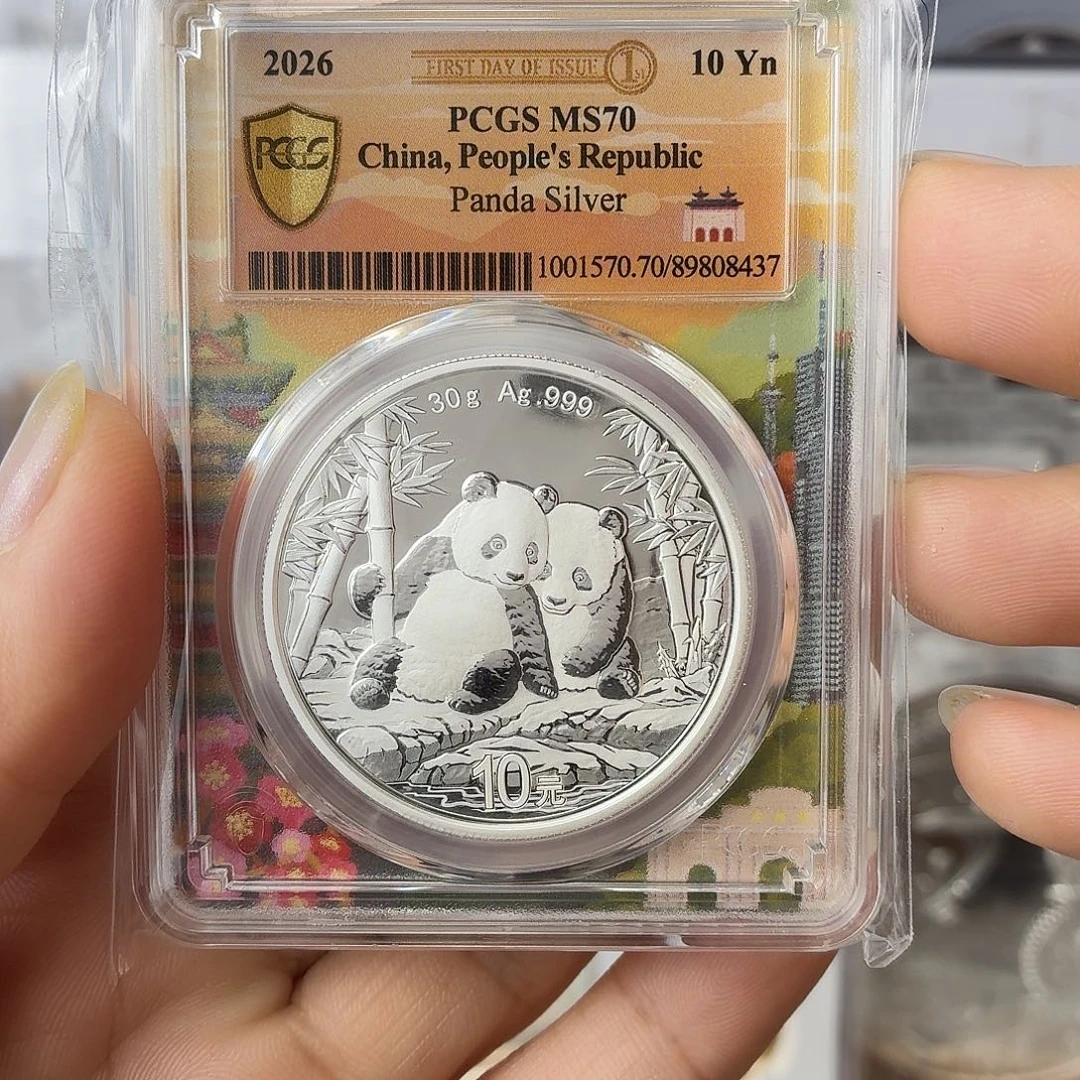 2026 FIRST DAY OF ISSUE 1st 10 Yn
PCGS
PCGS MS70
China, People's Republic
Panda Silver
1001570.70/89808437
30g Ag.999
10元